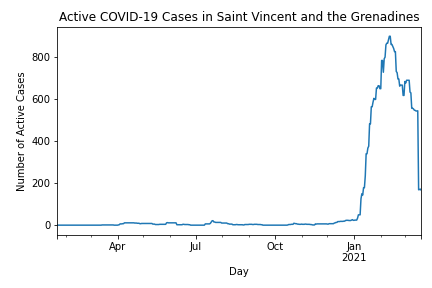 Active COVID-19 Cases in Saint Vincent and the Grenadines
Number of Active Cases
800
600
400
200
0
Apr
Jul
Oct
Jan
2021
Day